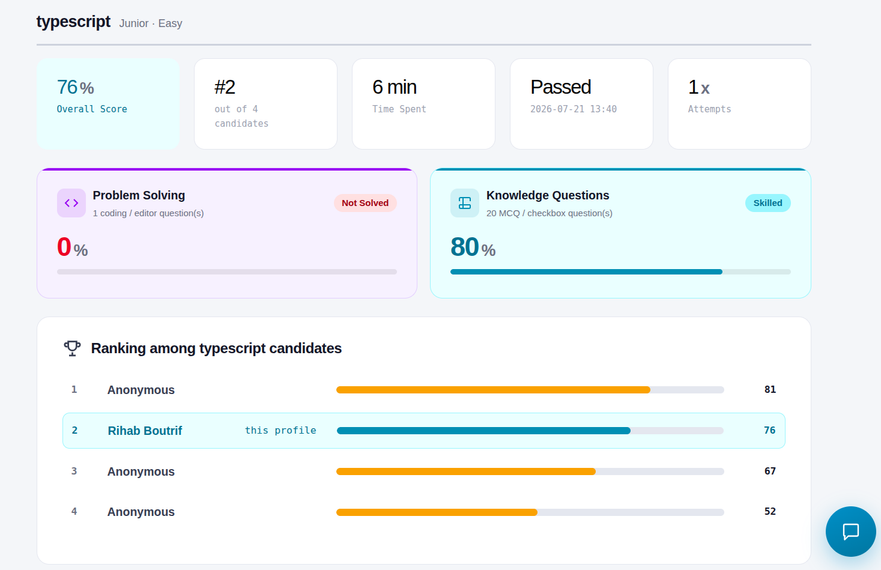 typescript Junior · Easy
76 %
Overall Score
#2
out of 4
candidates
6 min
Time Spent
Passed
2026-07-21 13:40
1 x
Attempts
Problem Solving
1 coding / editor question(s)
Not Solved
0 %
Knowledge Questions
20 MCQ / checkbox question(s)
Skilled
80 %
Ranking among typescript candidates
1 Anonymous 81
2 Rihab Boutrif this profile 76
3 Anonymous 67
4 Anonymous 52